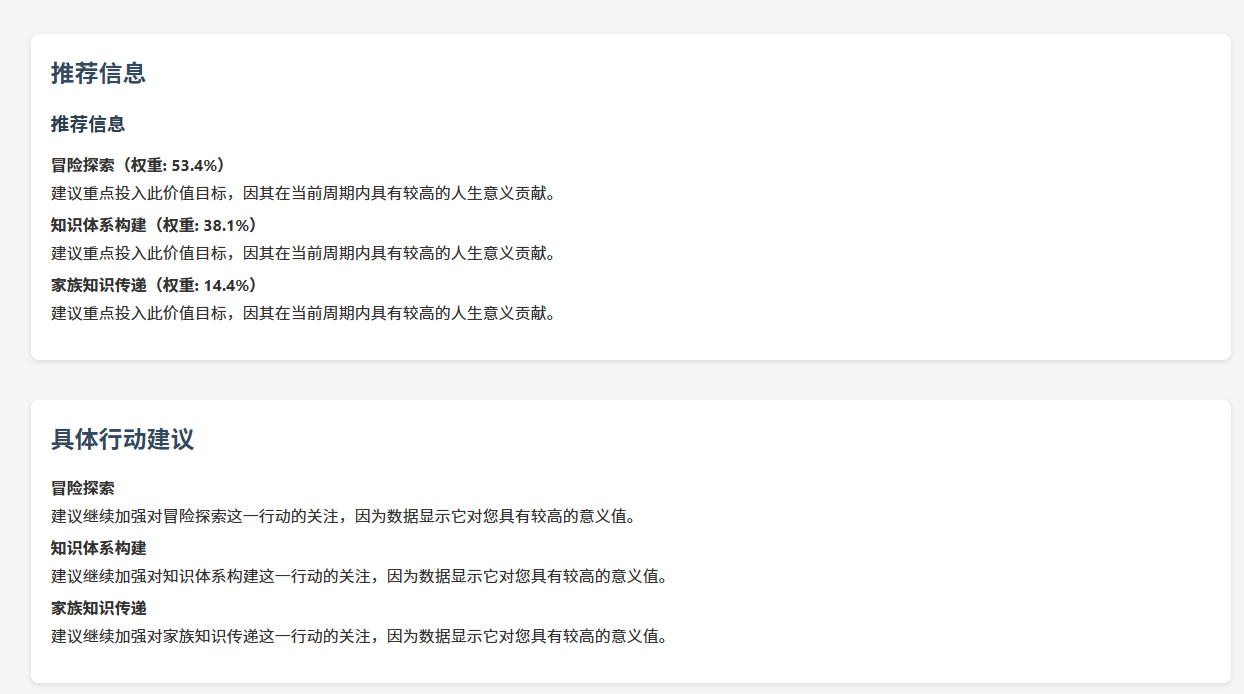 推荐信息
推荐信息
冒险探索（权重: 53.4%）
建议重点投入此价值目标，因其在当前周期内具有较高的人生意义贡献。
知识体系构建（权重: 38.1%）
建议重点投入此价值目标，因其在当前周期内具有较高的人生意义贡献。
家族知识传递（权重: 14.4%）
建议重点投入此价值目标，因其在当前周期内具有较高的人生意义贡献。
具体行动建议
冒险探索
建议继续加强对冒险探索这一行动的关注，因为数据显示它对您具有较高的意义值。
知识体系构建
建议继续加强对知识体系构建这一行动的关注，因为数据显示它对您具有较高的意义值。
家族知识传递
建议继续加强对家族知识传递这一行动的关注，因为数据显示它对您具有较高的意义值。